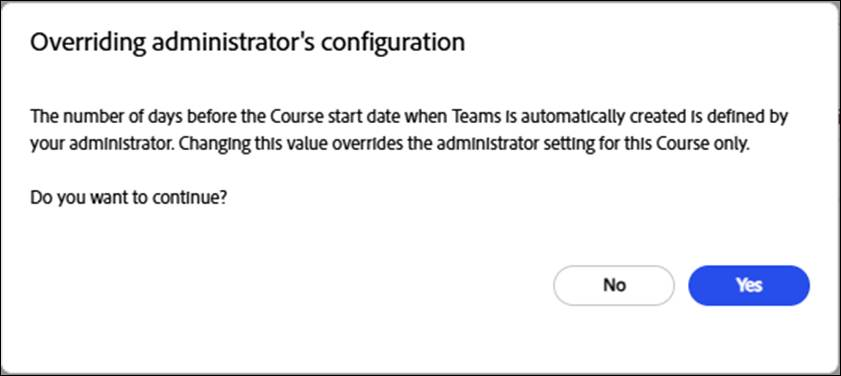 Overriding administrator's configuration
The number of days before the Course start date when Teams is automatically created is defined by
your administrator. Changing this value overrides the administrator setting for this Course only.
Do you want to continue?
No
Yes